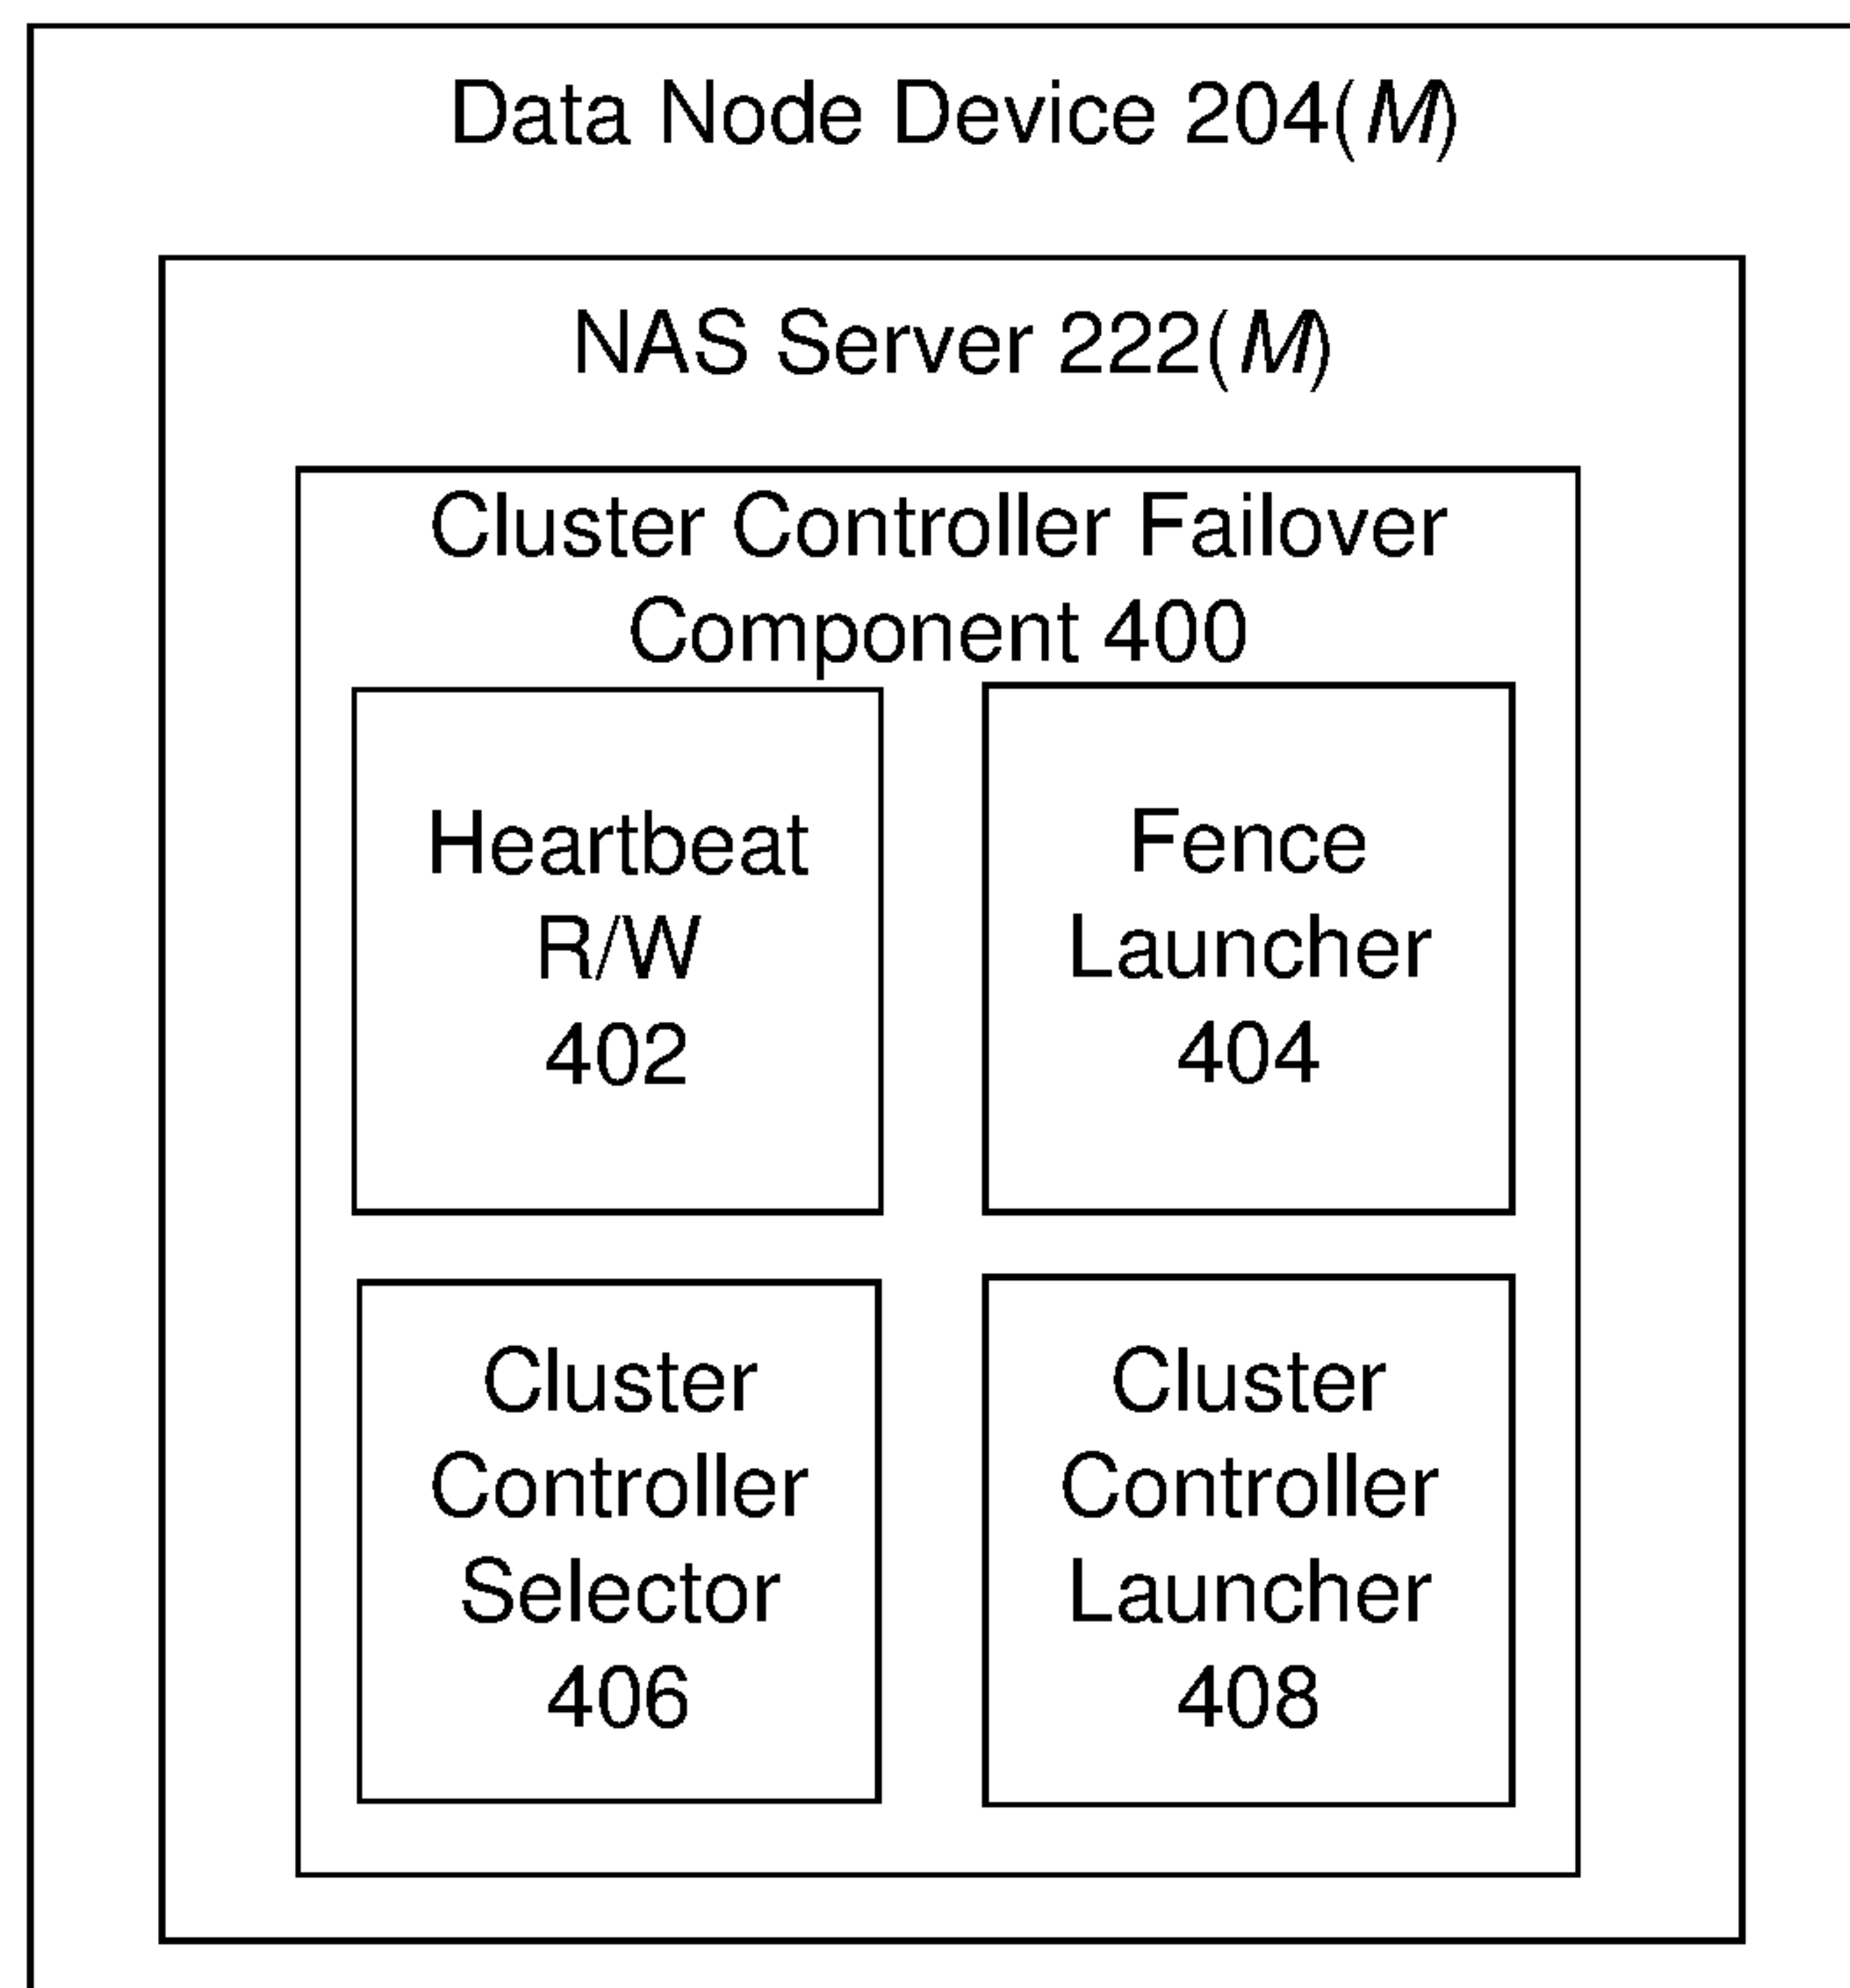 Data Node Device 204(M)
NAS Server 222(M)
Cluster Controller Failover
Component 400
Heartbeat
R/W
402
Fence
Launcher
404
Cluster
Controller
Selector
406
Cluster
Controller
Launcher
408